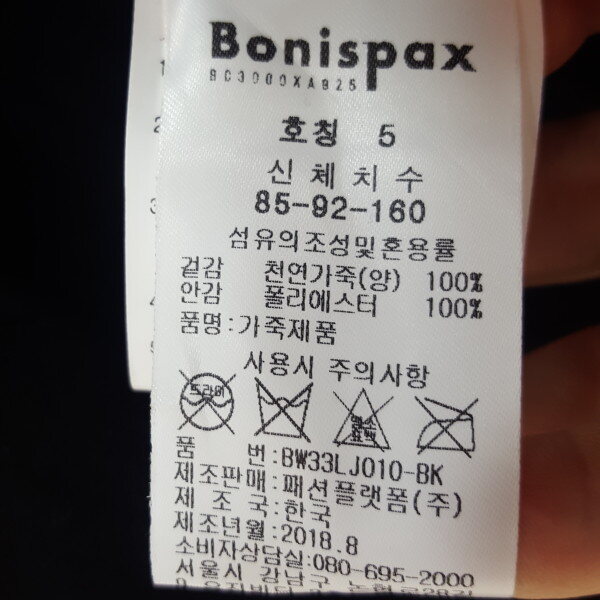 Bonispax
BC3000XA925
호칭 5
신체치수
85-92-160
섬유의조성및혼용률
겉감 천연가죽(양) 100%
안감 폴리에스터 100%
품명:가죽제품
사용시 주의사항
드라이
염소
표백
품 번:BW33LJ010-BK
제조판매:패션플랫폼(주)
제 조 국:한국
제조년월:2018.8
소비자상담실:080-695-2000
서울시 강남구